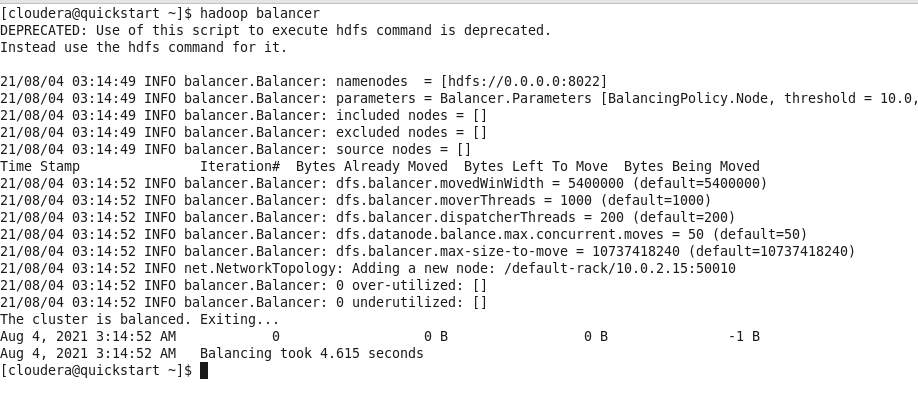 [cloudera@quickstart ~]$ hadoop balancer
DEPRECATED: Use of this script to execute hdfs command is deprecated.
Instead use the hdfs command for it.

21/08/04 03:14:49 INFO balancer.Balancer: namenodes  = [hdfs://0.0.0.0:8022]
21/08/04 03:14:49 INFO balancer.Balancer: parameters = Balancer.Parameters [BalancingPolicy.Node, threshold = 10.0,
21/08/04 03:14:49 INFO balancer.Balancer: included nodes = []
21/08/04 03:14:49 INFO balancer.Balancer: excluded nodes = []
21/08/04 03:14:49 INFO balancer.Balancer: source nodes = []
Time Stamp               Iteration#  Bytes Already Moved  Bytes Left To Move  Bytes Being Moved
21/08/04 03:14:52 INFO balancer.Balancer: dfs.balancer.movedWinWidth = 5400000 (default=5400000)
21/08/04 03:14:52 INFO balancer.Balancer: dfs.balancer.moverThreads = 1000 (default=1000)
21/08/04 03:14:52 INFO balancer.Balancer: dfs.balancer.dispatcherThreads = 200 (default=200)
21/08/04 03:14:52 INFO balancer.Balancer: dfs.datanode.balance.max.concurrent.moves = 50 (default=50)
21/08/04 03:14:52 INFO balancer.Balancer: dfs.balancer.max-size-to-move = 10737418240 (default=10737418240)
21/08/04 03:14:52 INFO net.NetworkTopology: Adding a new node: /default-rack/10.0.2.15:50010
21/08/04 03:14:52 INFO balancer.Balancer: 0 over-utilized: []
21/08/04 03:14:52 INFO balancer.Balancer: 0 underutilized: []
The cluster is balanced. Exiting...
Aug 4, 2021 3:14:52 AM            0                  0 B                 0 B               -1 B
Aug 4, 2021 3:14:52 AM   Balancing took 4.615 seconds
[cloudera@quickstart ~]$